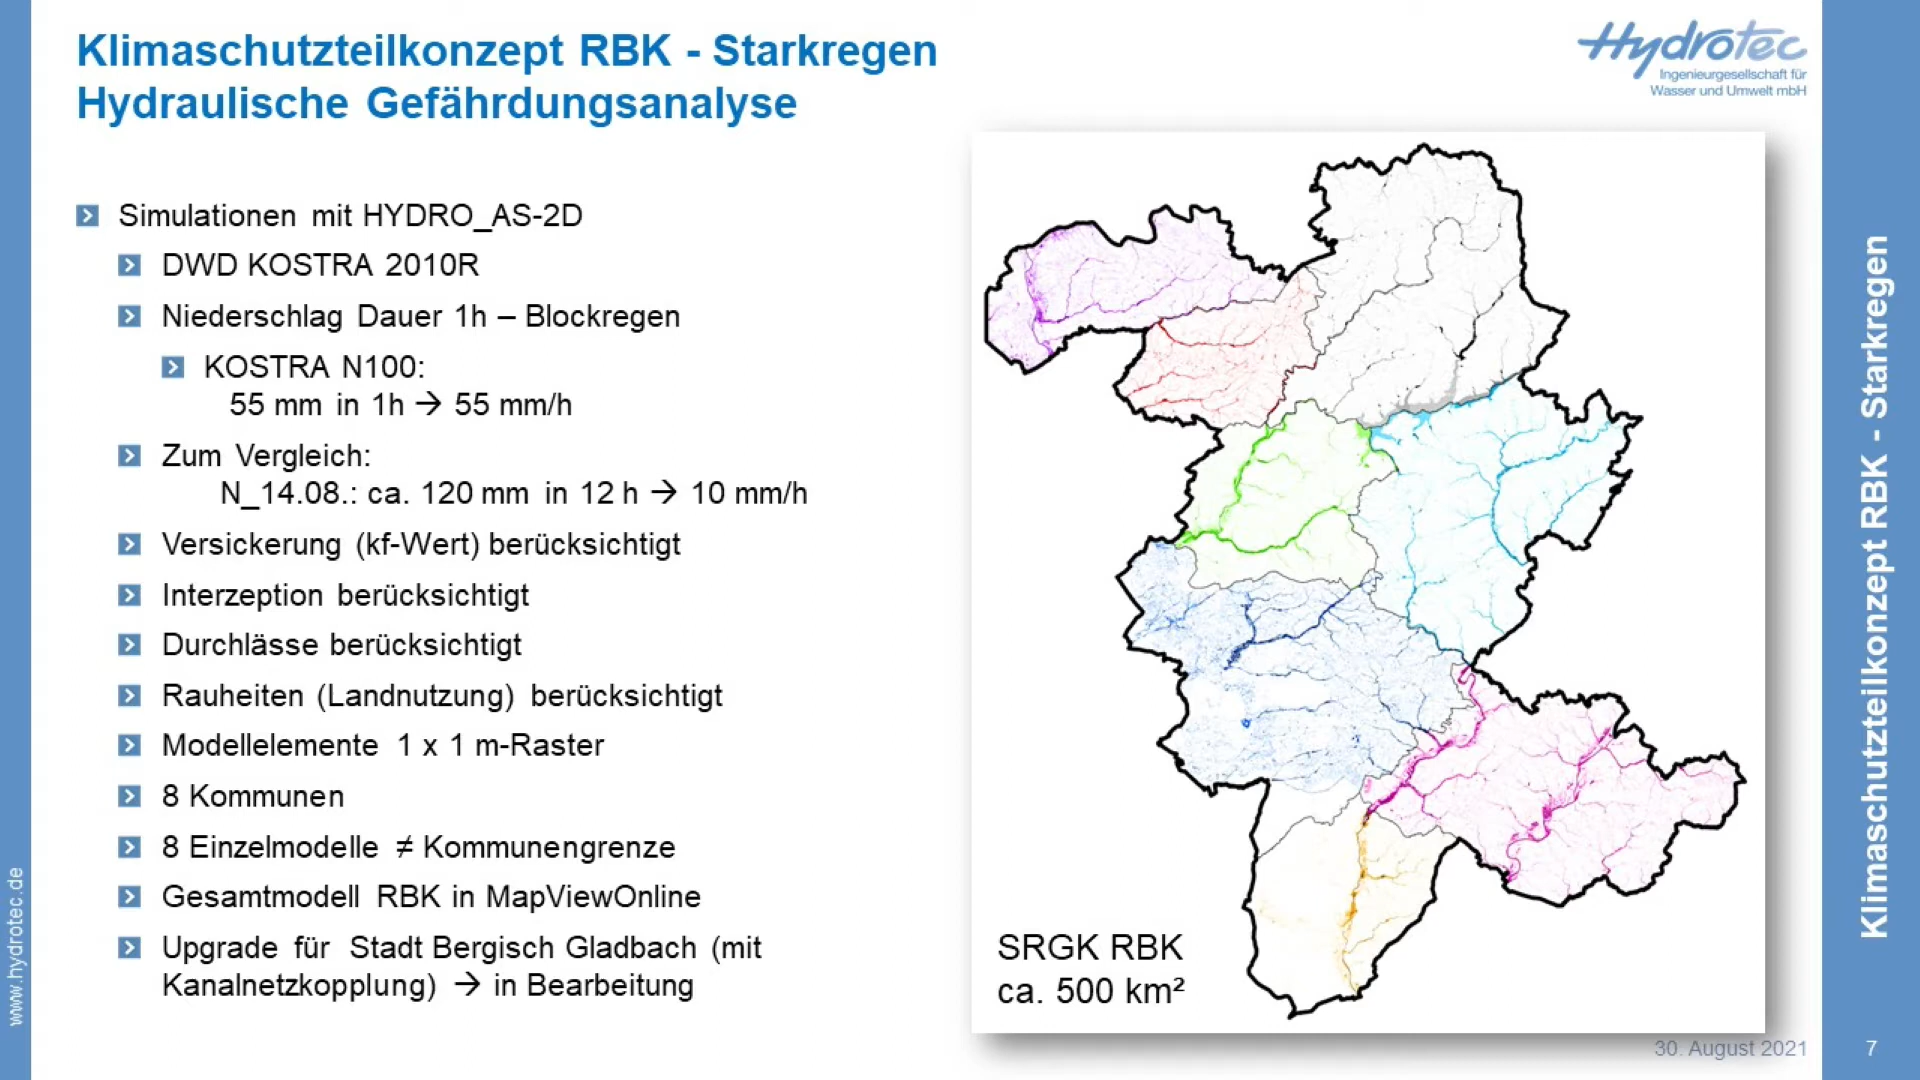 Klimaschutzteilkonzept RBK - Starkregen
Hydraulische Gefährdungsanalyse
Hydrotec
Ingenieurgesellschaft für
Wasser und Umwelt mbH
Simulationen mit HYDRO_AS-2D
DWD KOSTRA 2010R
Niederschlag Dauer 1h – Blockregen
KOSTRA N100:
55 mm in 1h → 55 mm/h
Zum Vergleich:
N_14.08.: ca. 120 mm in 12 h → 10 mm/h
Versickerung (kf-Wert) berücksichtigt
Interzeption berücksichtigt
Durchlässe berücksichtigt
Rauheiten (Landnutzung) berücksichtigt
Modellelemente 1 x 1 m-Raster
8 Kommunen
8 Einzelmodelle ≠ Kommunengrenze
Gesamtmodell RBK in MapViewOnline
Upgrade für Stadt Bergisch Gladbach (mit
Kanalnetzkopplung) → in Bearbeitung
SRGK RBK
ca. 500 km²
www.hydrotec.de
Klimaschutzteilkonzept RBK - Starkregen
30. August 2021
7